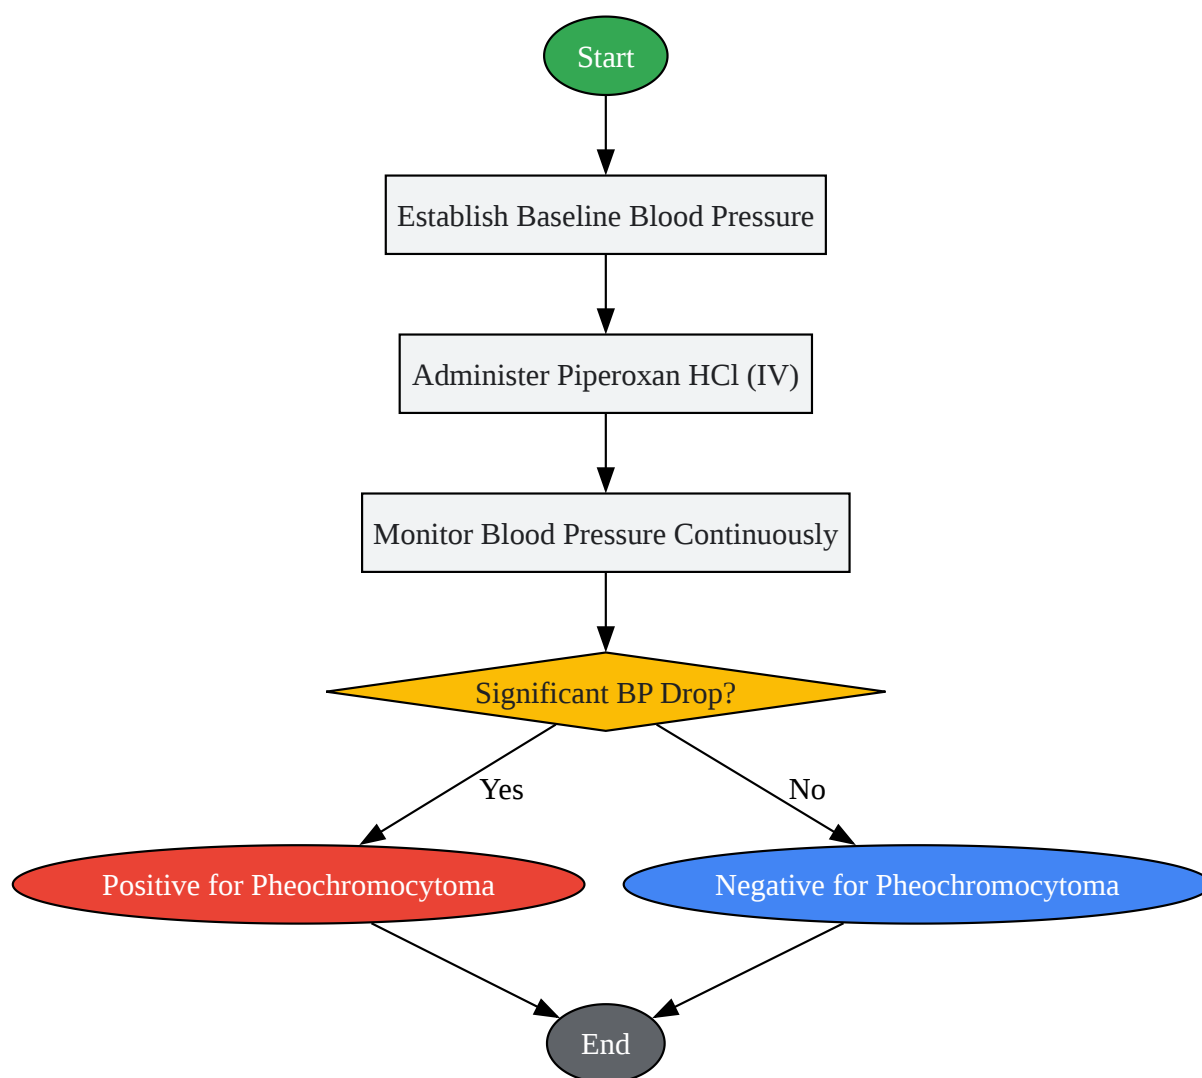 Start
Establish Baseline Blood Pressure
Administer Piperoxan HCl (IV)
Monitor Blood Pressure Continuously
Significant BP Drop?
Yes
No
Positive for Pheochromocytoma
Negative for Pheochromocytoma
End